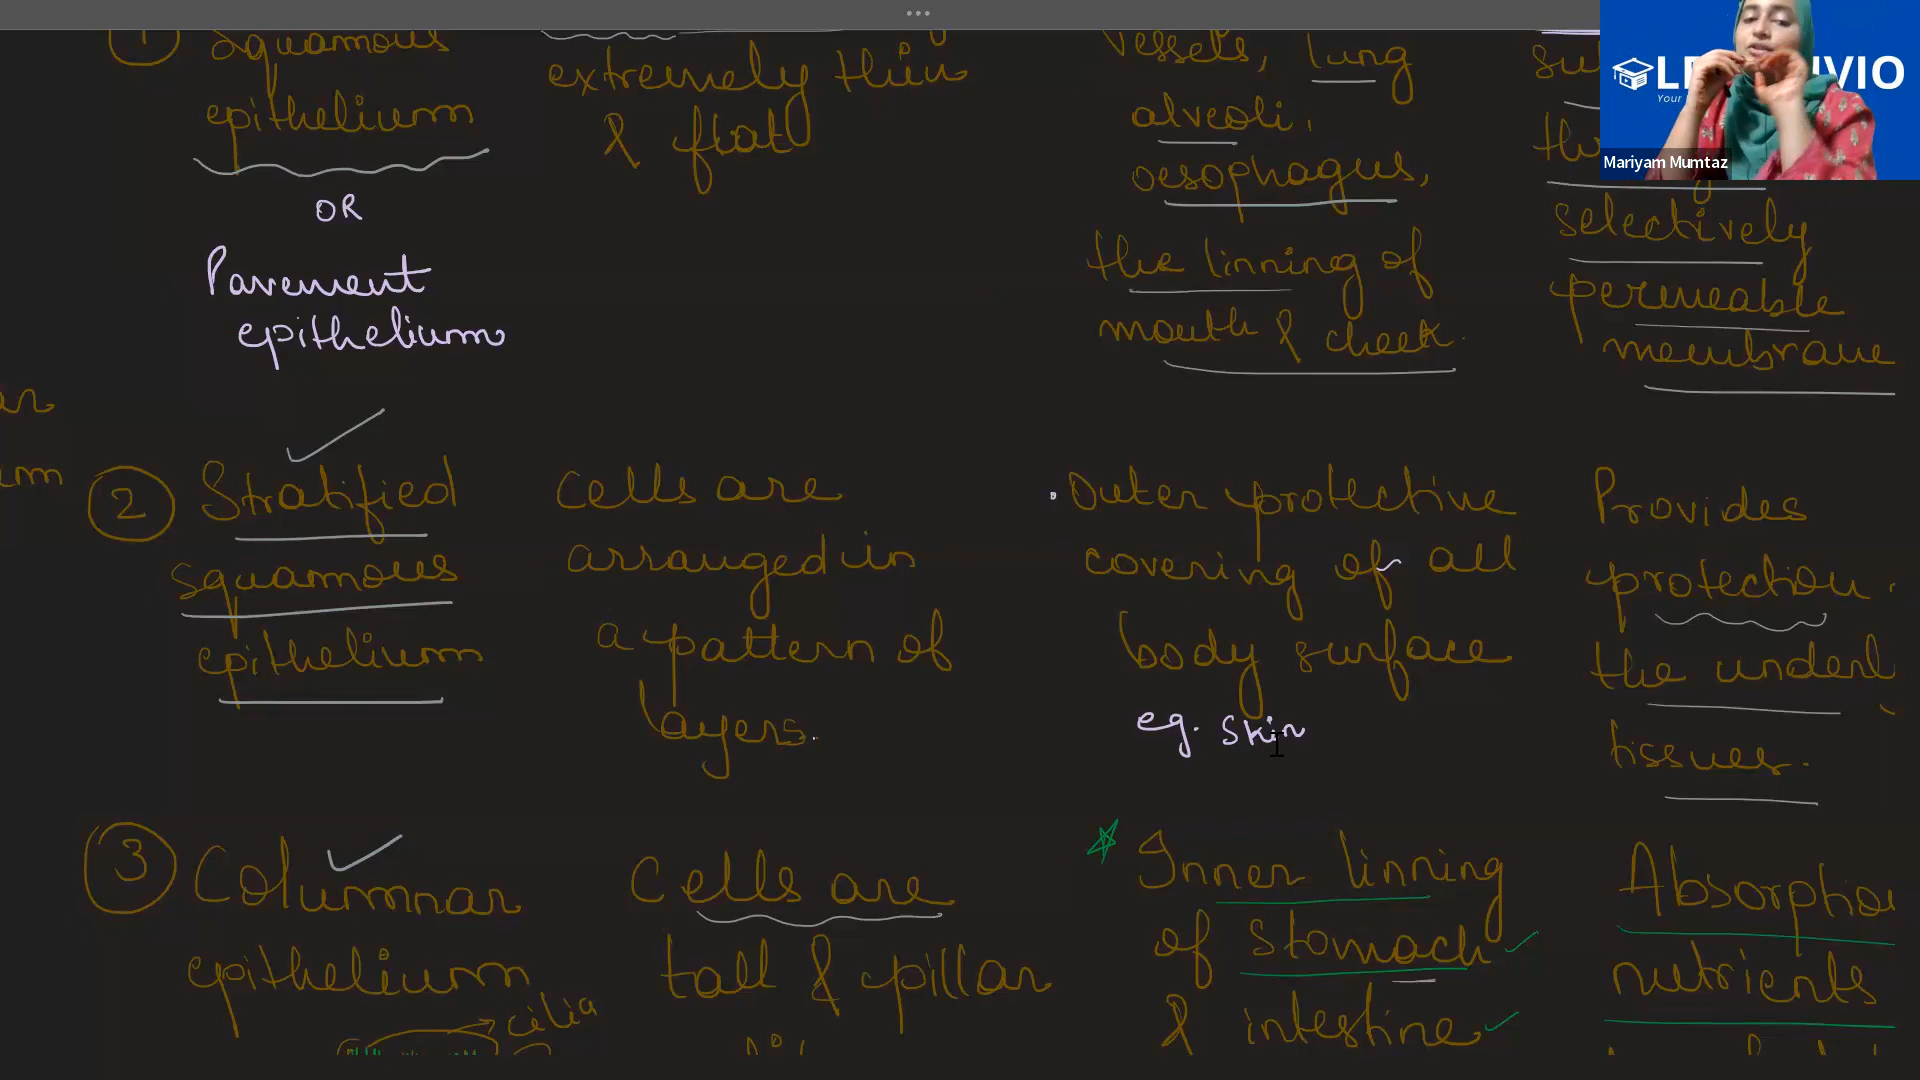 1 Squamous
epithelium
OR
Pavement
epithelium
extremely thin
& flat
vessels, lung
alveoli,
oesophagus,
the linning of
mouth & cheek.
selectively
permeable
membrane
Mariyam Mumtaz
2 Stratified
squamous
epithelium
Cells are
arranged in
a pattern of
layers.
Outer protective
covering of all
body surface
eg. Skin
Provides
protection.
the underl
tissues.
3 Columnar
epithelium
cilia
Cells are
tall & pillar
Inner linning
of stomach
& intestine
Absorption
nutrients